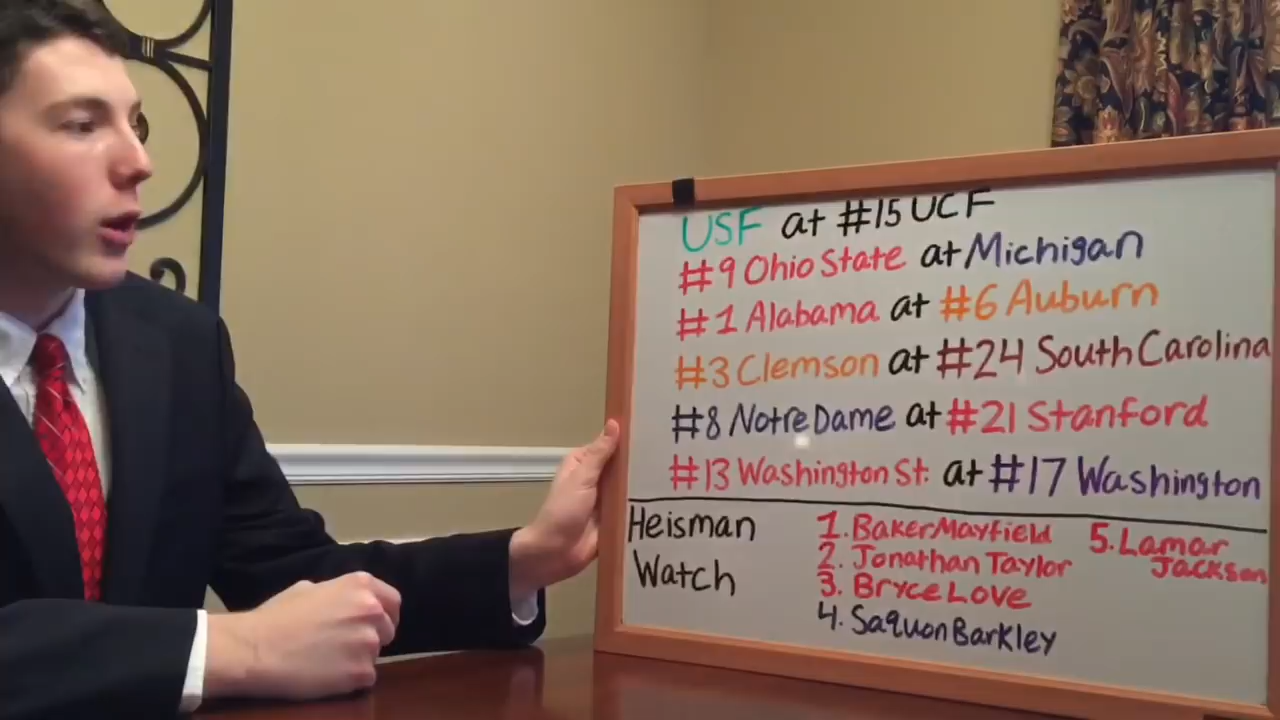 USF at #15 UCF
#9 Ohio State at Michigan
#1 Alabama at #6 Auburn
#3 Clemson at #24 South Carolina
#8 Notre Dame at #21 Stanford
#13 Washington St. at #17 Washington
Heisman
Watch
1. Baker Mayfield
2. Jonathan Taylor
3. Bryce Love
4. Saquon Barkley
5. Lamar
Jackson